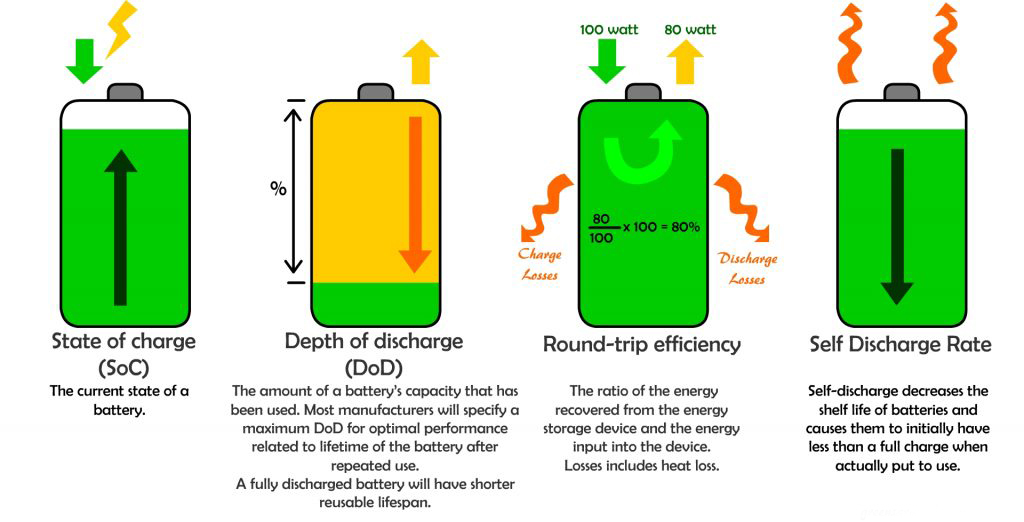 100 watt
80 watt
%
80
100
x 100 = 80%
Charge
Losses
Discharge
Losses
State of charge
(SoC)
The current state of a
battery.
Depth of discharge
(DoD)
The amount of a battery's capacity that has
been used. Most manufacturers will specify a
maximum DoD for optimal performance
related to lifetime of the battery after
repeated use.
A fully discharged battery will have shorter
reusable lifespan.
Round-trip efficiency
The ratio of the energy
recovered from the energy
storage device and the energy
input into the device.
Losses includes heat loss.
Self Discharge Rate
Self-discharge decreases the
shelf life of batteries and
causes them to initially have
less than a full charge when
actually put to use.